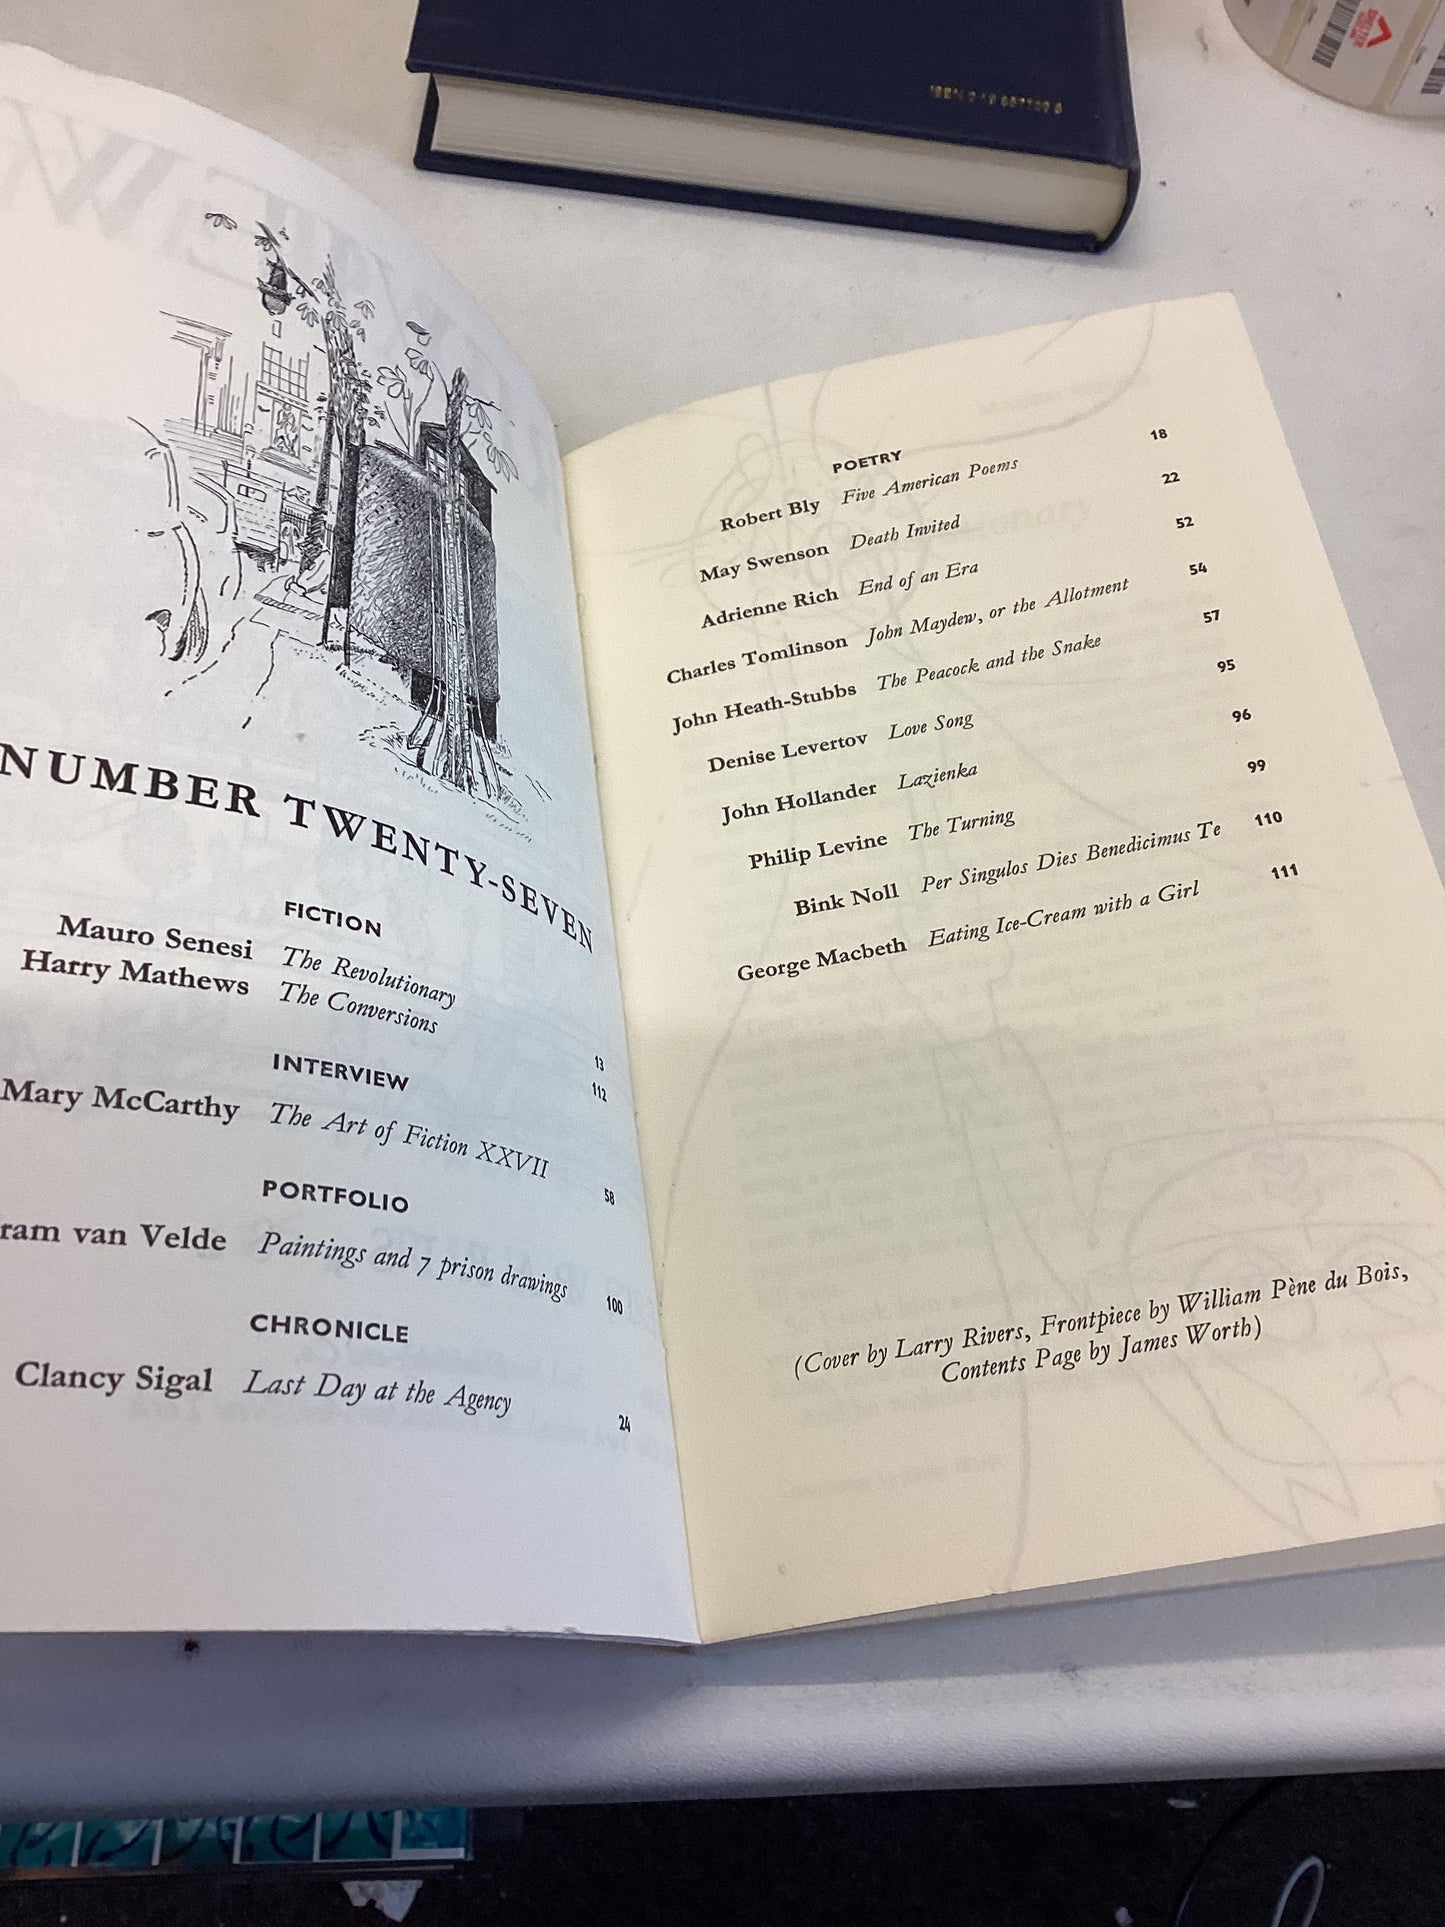 NUMBER TWENTY-SEVEN
FICTION
Mauro Senesi The Revolutionary 13
Harry Mathews The Conversions 112
INTERVIEW
Mary McCarthy The Art of Fiction XXVII 58
PORTFOLIO
ram van Velde Paintings and 7 prison drawings 100
CHRONICLE
Clancy Sigal Last Day at the Agency 24
POETRY
Robert Bly Five American Poems 18
May Swenson Death Invited 22
Adrienne Rich End of an Era 52
Charles Tomlinson John Maydew, or the Allotment 54
John Heath-Stubbs The Peacock and the Snake 57
Denise Levertov Love Song 95
John Hollander Lazienka 96
Philip Levine The Turning 99
Bink Noll Per Singulos Dies Benedicimus Te 110
George Macbeth Eating Ice-Cream with a Girl 111
(Cover by Larry Rivers, Frontpiece by William Pène du Bois,
Contents Page by James Worth)